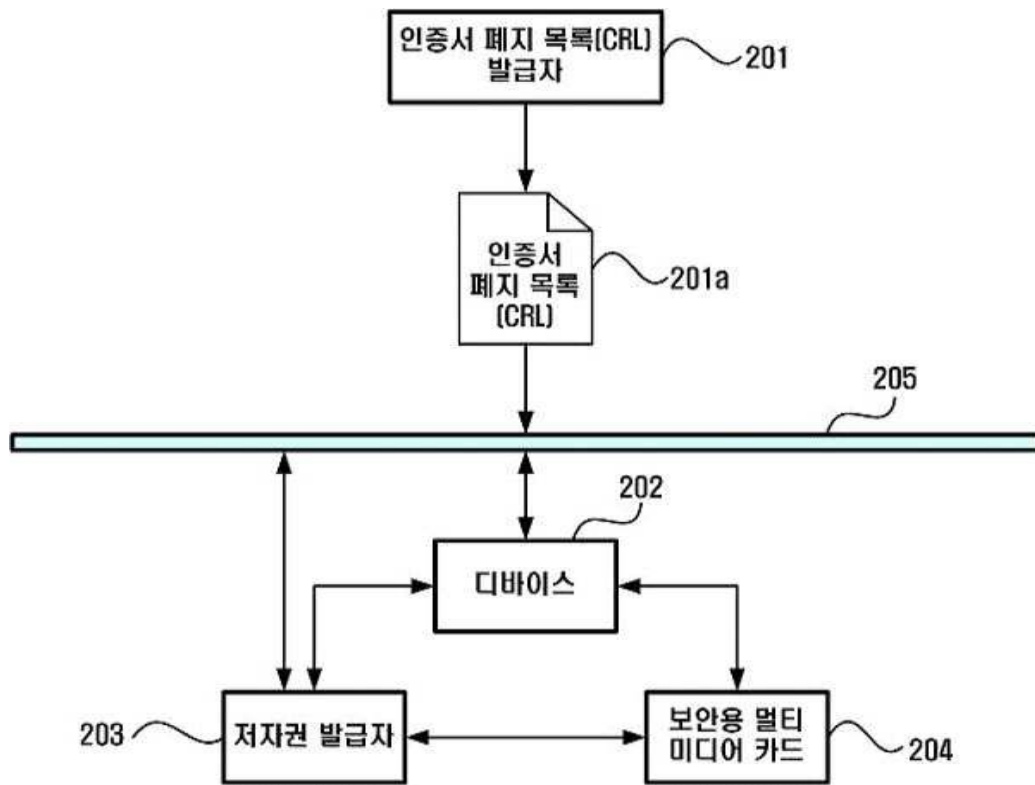 인증서 폐지 목록(CRL)
발급자
201
인증서
폐지 목록
(CRL)
201a
205
202
디바이스
203
저자권 발급자
보안용 멀티
미디어 카드
204